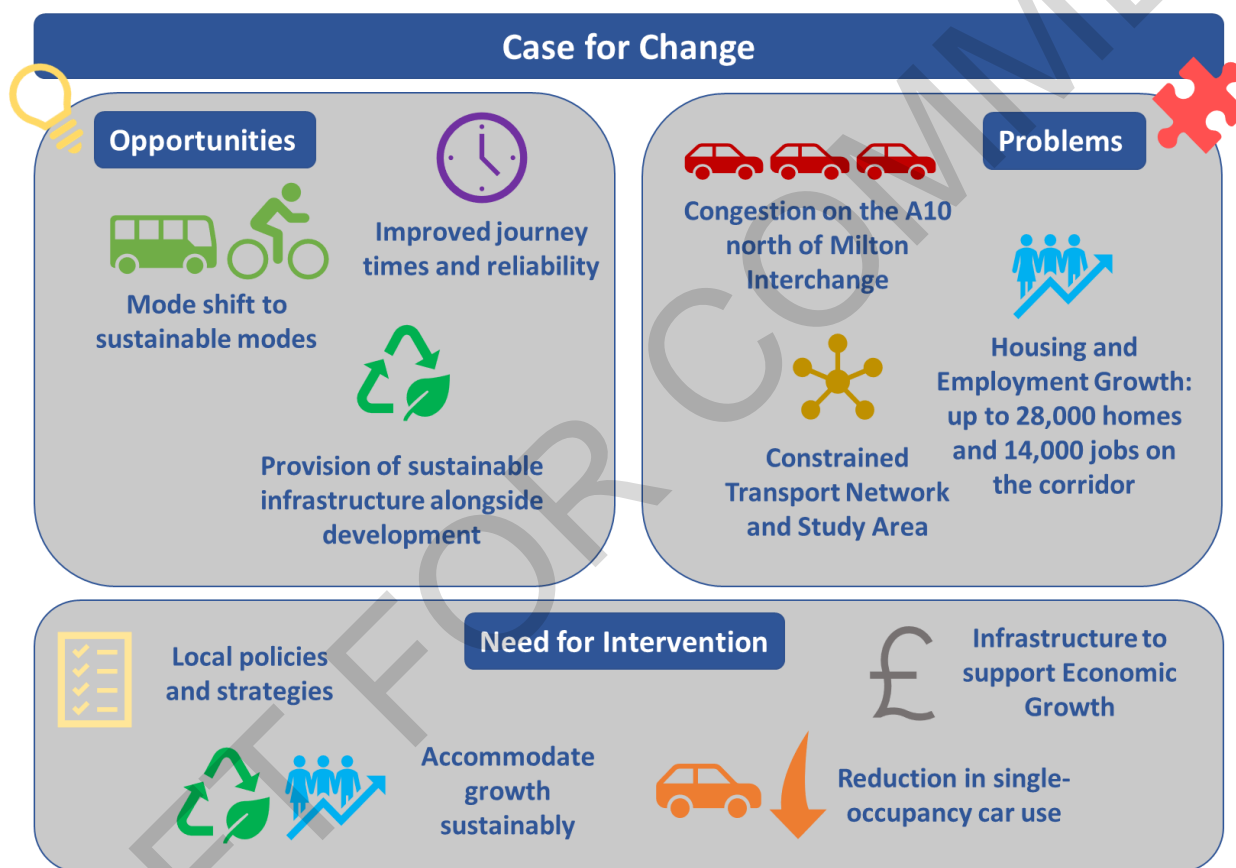 Case for Change
Opportunities
Improved journey
times and reliability
Mode shift to
sustainable modes
Provision of sustainable
infrastructure alongside
development
Problems
Congestion on the A10
north of Milton
Interchange
Housing and
Employment Growth:
up to 28,000 homes
and 14,000 jobs on
the corridor
Constrained
Transport Network
and Study Area
Need for Intervention
Local policies
and strategies
Infrastructure to
support Economic
Growth
£
Accommodate
growth
sustainably
Reduction in single-
occupancy car use
FOR